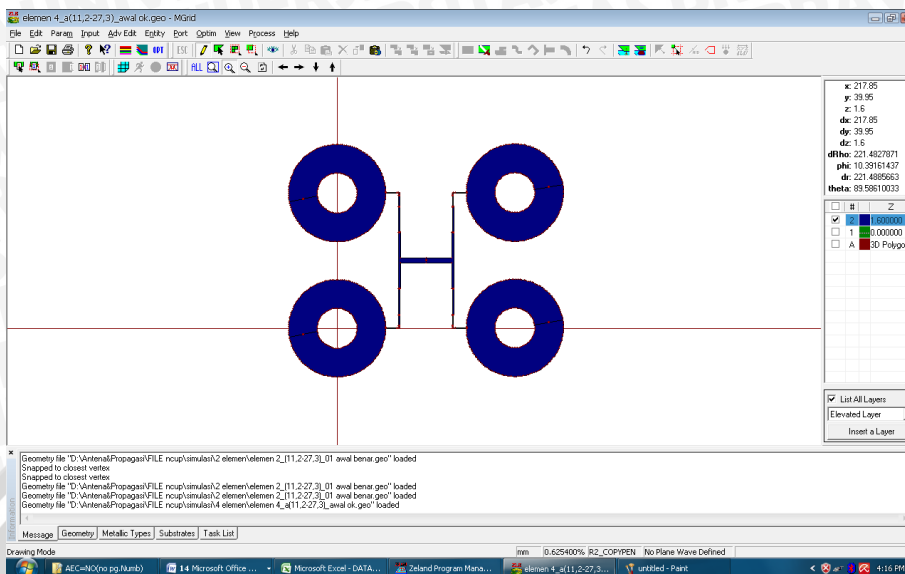 elemen 4_a(11,2-27,3)_awal ok.geo - MGrid
File Edit Param Input Adv Edit Entity Port Optim View Process Help
OPT ESC
ALL
x: 217.85
y: 39.95
z: 1.6
dx: 217.85
dy: 39.95
dz: 1.6
dRho: 221.4827871
phi: 10.39161437
dr: 221.4885663
theta: 89.58610033
# Z
2 1.600000
1 0.000000
A 3D Polygo
List All Layers
Elevated Layer
Insert a Layer
Geometry file "D:\Antena&Propagasi\FILE ncup\simulasi\2 elemen\elemen 2_(11,2-27,3)_01 awal benar.geo" loaded
Snapped to closest vertex
Snapped to closest vertex
Geometry file "D:\Antena&Propagasi\FILE ncup\simulasi\2 elemen\elemen 2_(11,2-27,3)_01 awal benar.geo" loaded
Geometry file "D:\Antena&Propagasi\FILE ncup\simulasi\2 elemen\elemen 2_(11,2-27,3)_01 awal benar.geo" loaded
Geometry file "D:\Antena&Propagasi\FILE ncup\simulasi\4 elemen\elemen 4_a(11,2-27,3)_awal ok.geo" loaded
Information
Message Geometry Metallic Types Substrates Task List
Drawing Mode mm 0.625400% R2_COPYPEN No Plane Wave Defined
AEC=NO(no pg.Numb) 14 Microsoft Office ... Microsoft Excel - DATA... Zeland Program Mana... elemen 4_a(11,2-27,3... untitled - Paint 4:16 PM